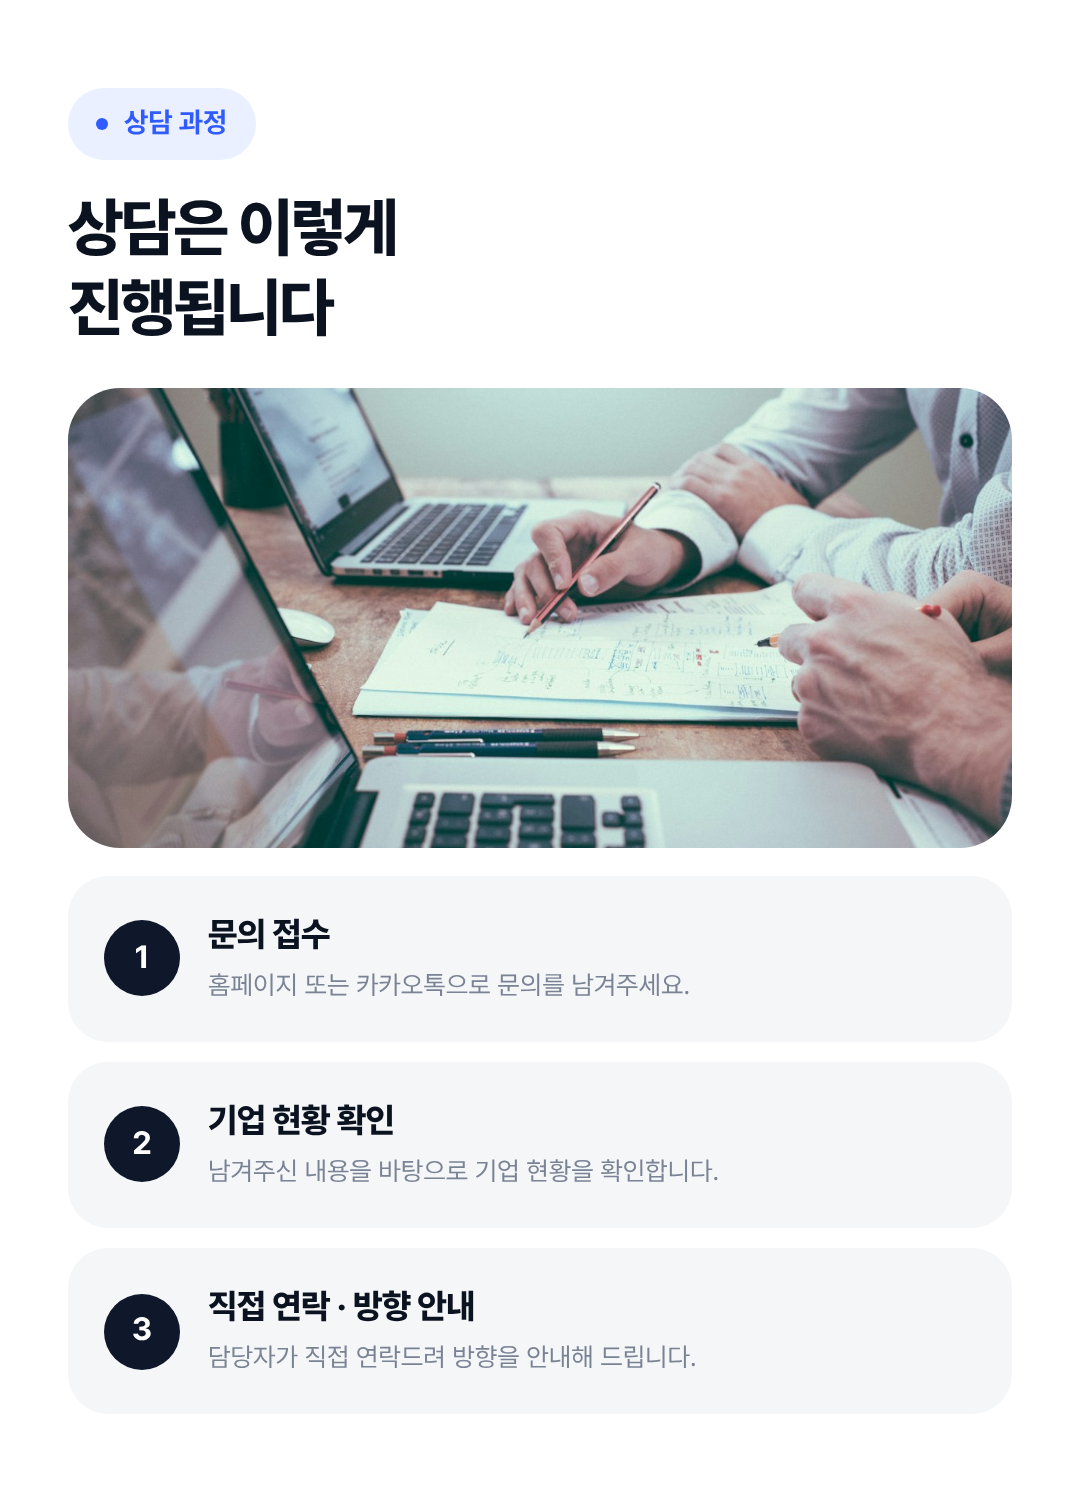 상담 과정
상담은 이렇게
진행됩니다
1
문의 접수
홈페이지 또는 카카오톡으로 문의를 남겨주세요.
2
기업 현황 확인
남겨주신 내용을 바탕으로 기업 현황을 확인합니다.
3
직접 연락 · 방향 안내
담당자가 직접 연락드려 방향을 안내해 드립니다.